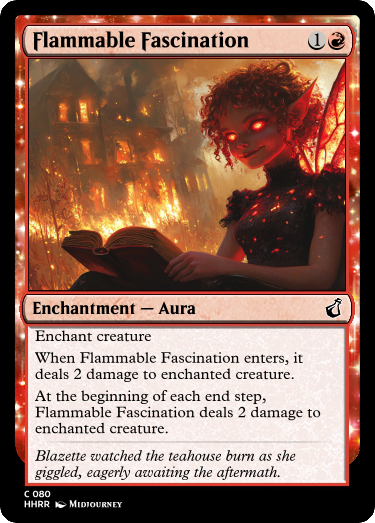 Flammable Fascination 1
Enchantment — Aura
Enchant creature
When Flammable Fascination enters, it
deals 2 damage to enchanted creature.
At the beginning of each end step,
Flammable Fascination deals 2 damage to
enchanted creature.
Blazette watched the teahouse burn as she
giggled, eagerly awaiting the aftermath.
C 080
HHRR Midjourney